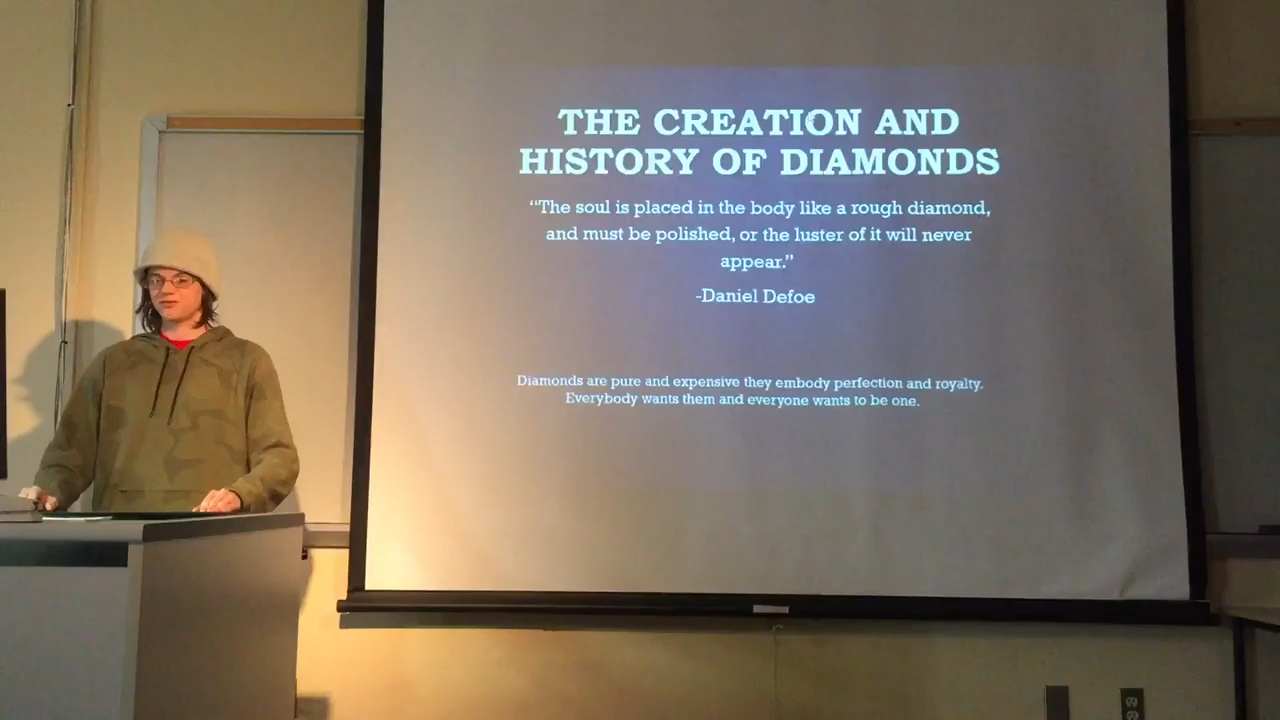 THE CREATION AND
HISTORY OF DIAMONDS
“The soul is placed in the body like a rough diamond,
and must be polished, or the luster of it will never
appear.”
-Daniel Defoe
Diamonds are pure and expensive they embody perfection and royalty.
Everybody wants them and everyone wants to be one.